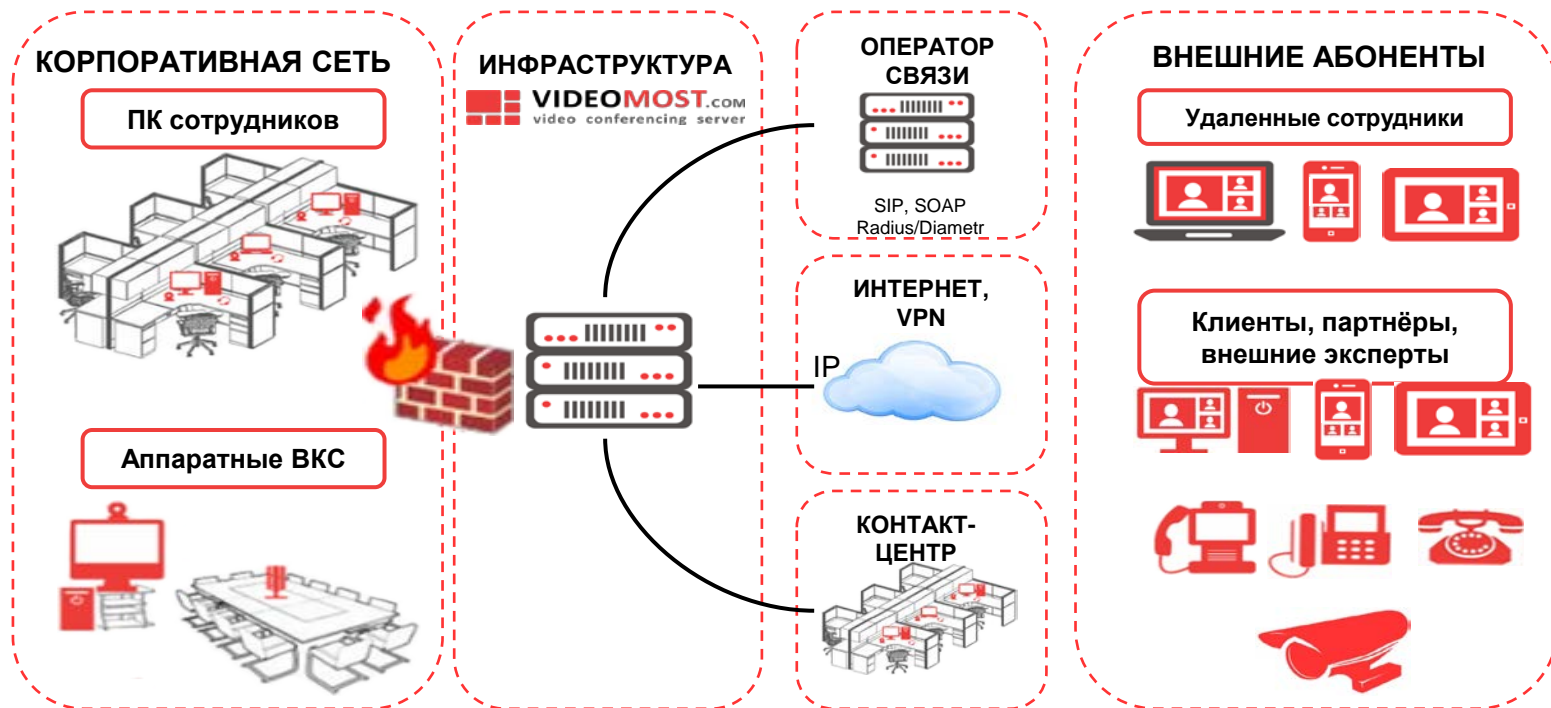 КОРПОРАТИВНАЯ СЕТЬ
ПК сотрудников
Аппаратные ВКС
ИНФРАСТРУКТУРА
VIDEOMOST.COM
video conferencing server
ОПЕРАТОР
СВЯЗИ
SIP, SOAP
Radius/Diametr
ИНТЕРНЕТ,
VPN
IP
КОНТАКТ-
ЦЕНТР
ВНЕШНИЕ АБОНЕНТЫ
Удаленные сотрудники
Клиенты, партнёры,
внешние эксперты